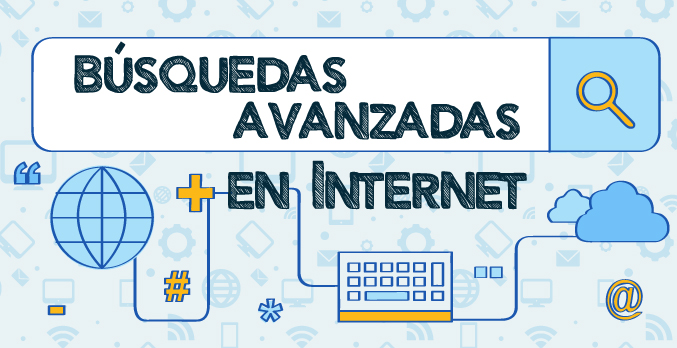 BÚSQUEDAS
AVANZADAS
“
+
EN INTERNET
#
-
*
@